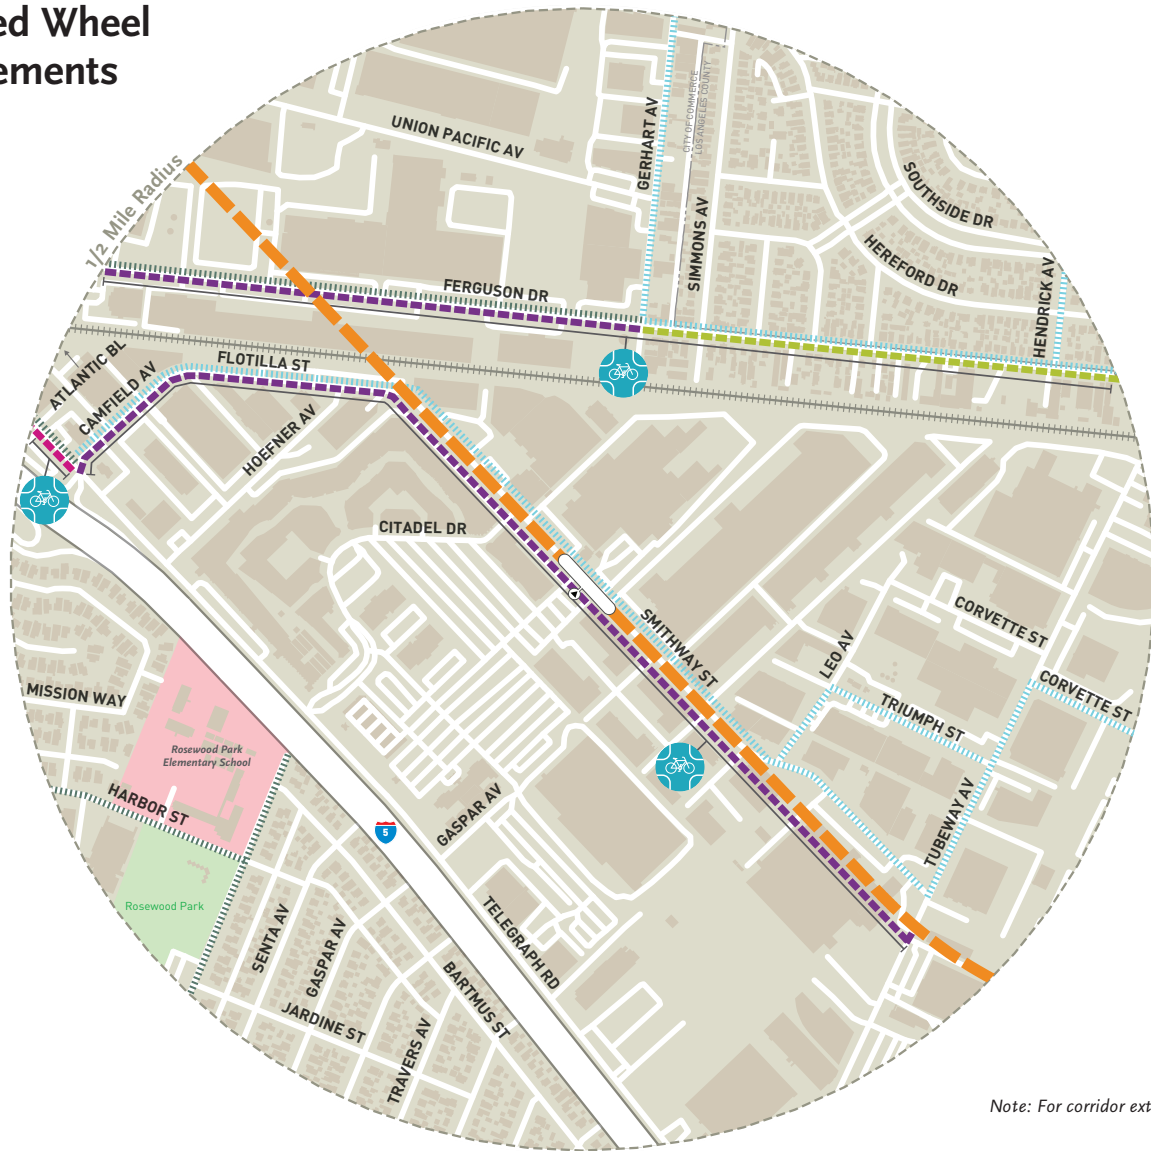 ed Wheel
ements
1/2 Mile Radius
UNION PACIFIC AV
GERHART AV
CITY OF COMMERCE
LOS ANGELES COUNTY
SIMMONS AV
SOUTHSIDE DR
HEREFORD DR
HENDRICK AV
FERGUSON DR
ATLANTIC BL
CAMFIELD AV
FLOTILLA ST
HOEFNER AV
CITADEL DR
SMITHWAY ST
LEO AV
CORVETTE ST
CORVETTE ST
TRIUMPH ST
TUBEWAY AV
MISSION WAY
Rosewood Park
Elementary School
HARBOR ST
Rosewood Park
5
GASPAR AV
TELEGRAPH RD
SENTA AV
GASPAR AV
JARDINE ST
BARTMUS ST
TRAVERS AV
Note: For corridor ext